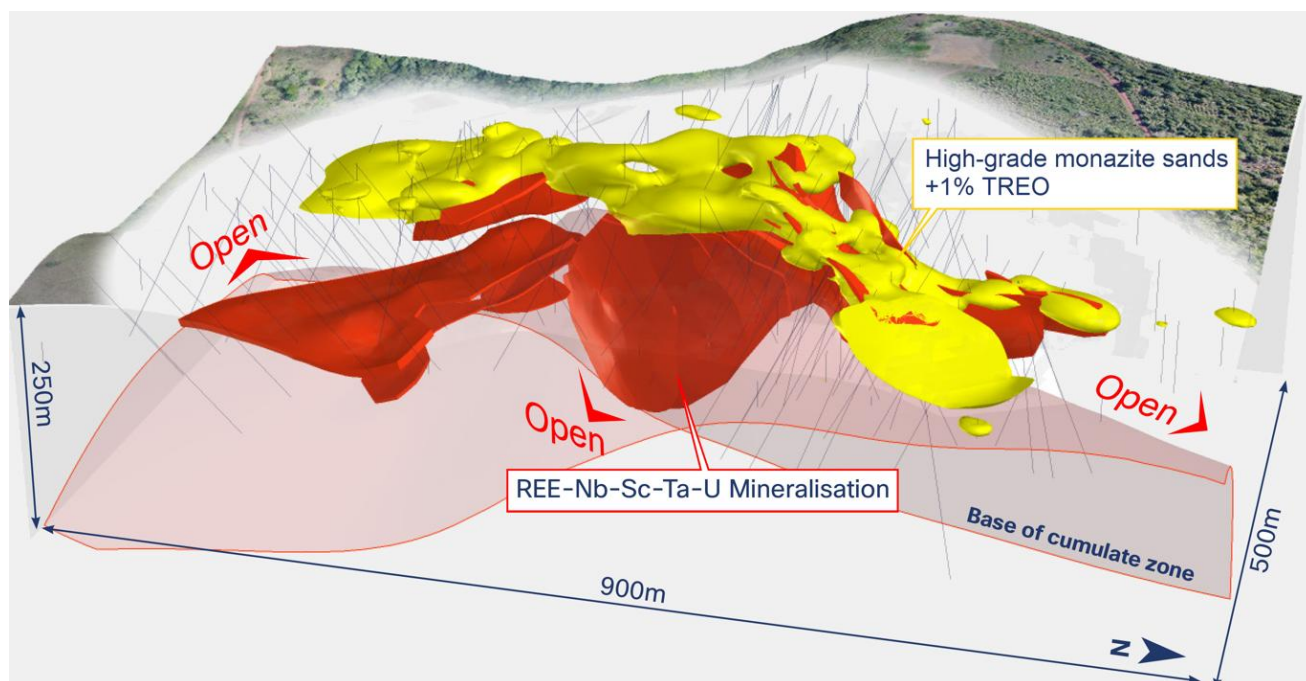 High-grade monazite sands
+1% TREO
Open
250m
Open
Open
REE-Nb-Sc-Ta-U Mineralisation
Base of cumulate zone
500m
900m
N